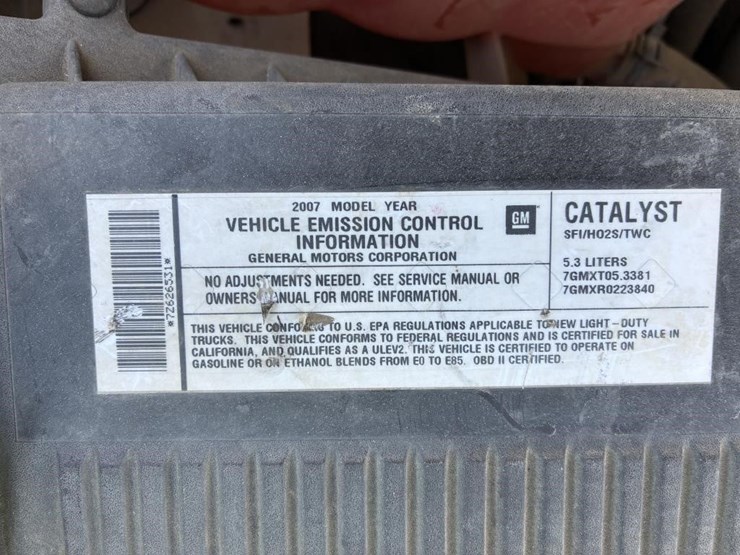 *7Z626531*
2007 MODEL YEAR
VEHICLE EMISSION CONTROL
INFORMATION
GENERAL MOTORS CORPORATION
GM
CATALYST
SFI/HO2S/TWC
5.3 LITERS
7GMXT05.3381
7GMXR0223840
NO ADJUSTMENTS NEEDED. SEE SERVICE MANUAL OR
OWNERS MANUAL FOR MORE INFORMATION.
THIS VEHICLE TO U.S. EPA REGULATIONS APPLICABLE TO NEW LIGHT-DUTY
TRUCKS. THIS VEHICLE CONFORMS TO FEDERAL REGULATIONS AND IS CERTIFIED FOR SALE IN
CALIFORNIA, AND QUALIFIES AS A ULEV2. THIS VEHICLE IS CERTIFIED TO OPERATE ON
GASOLINE OR ON ETHANOL BLENDS FROM E0 TO E85. OBD II CERTIFIED.